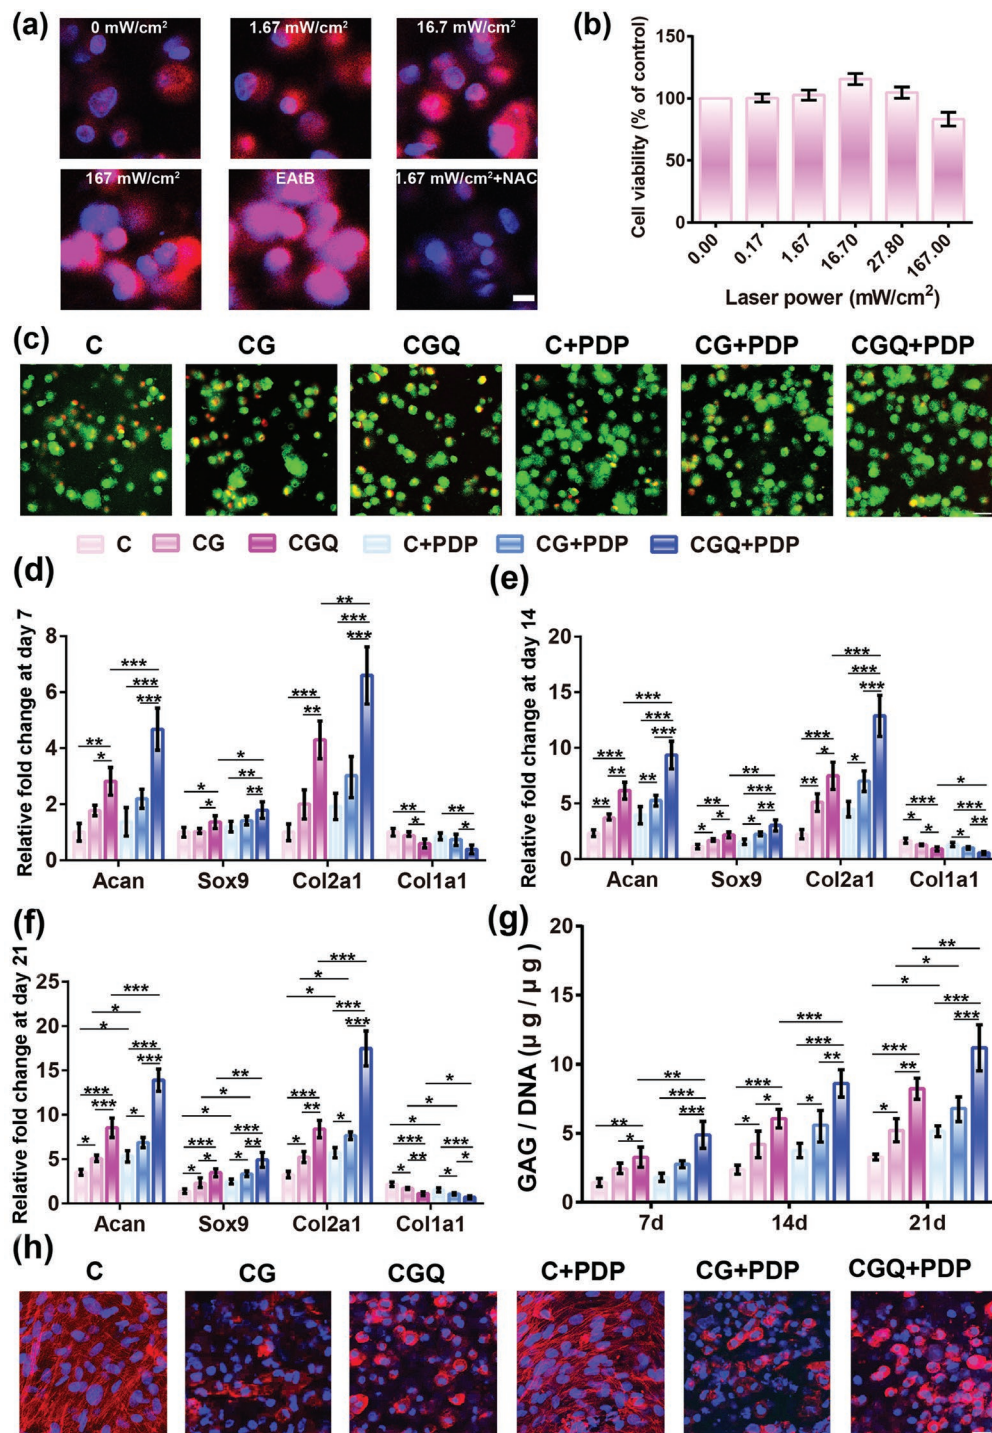 (a)
0 mW/cm²
1.67 mW/cm²
16.7 mW/cm²
167 mW/cm²
EAtB
1.67 mW/cm²+NAC
(b)
Cell viability (% of control)
150
100
50
0
0.00
0.17
1.67
16.70
27.80
167.00
Laser power (mW/cm²)
(c)
C
CG
CGQ
C+PDP
CG+PDP
CGQ+PDP
C
CG
CGQ
C+PDP
CG+PDP
CGQ+PDP
(d)
Relative fold change at day 7
8
6
4
2
0
**
***
***
***
***
***
***
***
**
*
*
**
**
*
*
**
**
**
*
*
Acan
Sox9
Col2a1
Col1a1
(e)
Relative fold change at day 14
20
15
10
5
0
***
***
***
***
***
***
***
**
**
**
**
***
**
**
*
*
*
***
*
**
*
*
***
***
**
*
*
*
Acan
Sox9
Col2a1
Col1a1
(f)
Relative fold change at day 21
25
20
15
10
5
0
***
*
*
***
***
***
***
*
*
*
**
*
*
***
***
**
*
*
***
*
*
***
***
***
**
*
*
*
*
***
**
*
***
*
*
Acan
Sox9
Col2a1
Col1a1
(g)
GAG / DNA (μg/μg)
20
15
10
5
0
**
***
***
**
*
***
***
**
***
*
*
*
**
*
*
***
***
***
**
*
7d
14d
21d
(h)
C
CG
CGQ
C+PDP
CG+PDP
CGQ+PDP